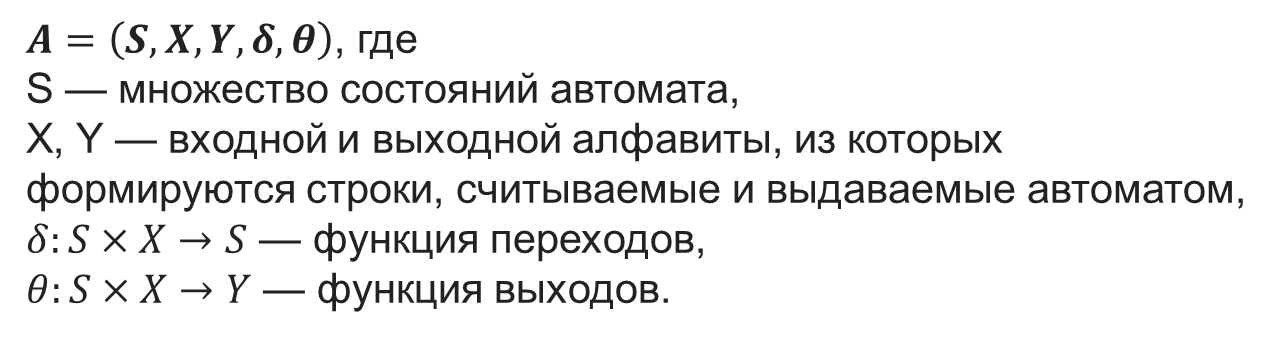 A = (S, X, Y, δ, θ), где
S — множество состояний автомата,
X, Y — входной и выходной алфавиты, из которых
формируются строки, считываемые и выдаваемые автоматом,
δ: S × X → S — функция переходов,
θ: S × X → Y — функция выходов.